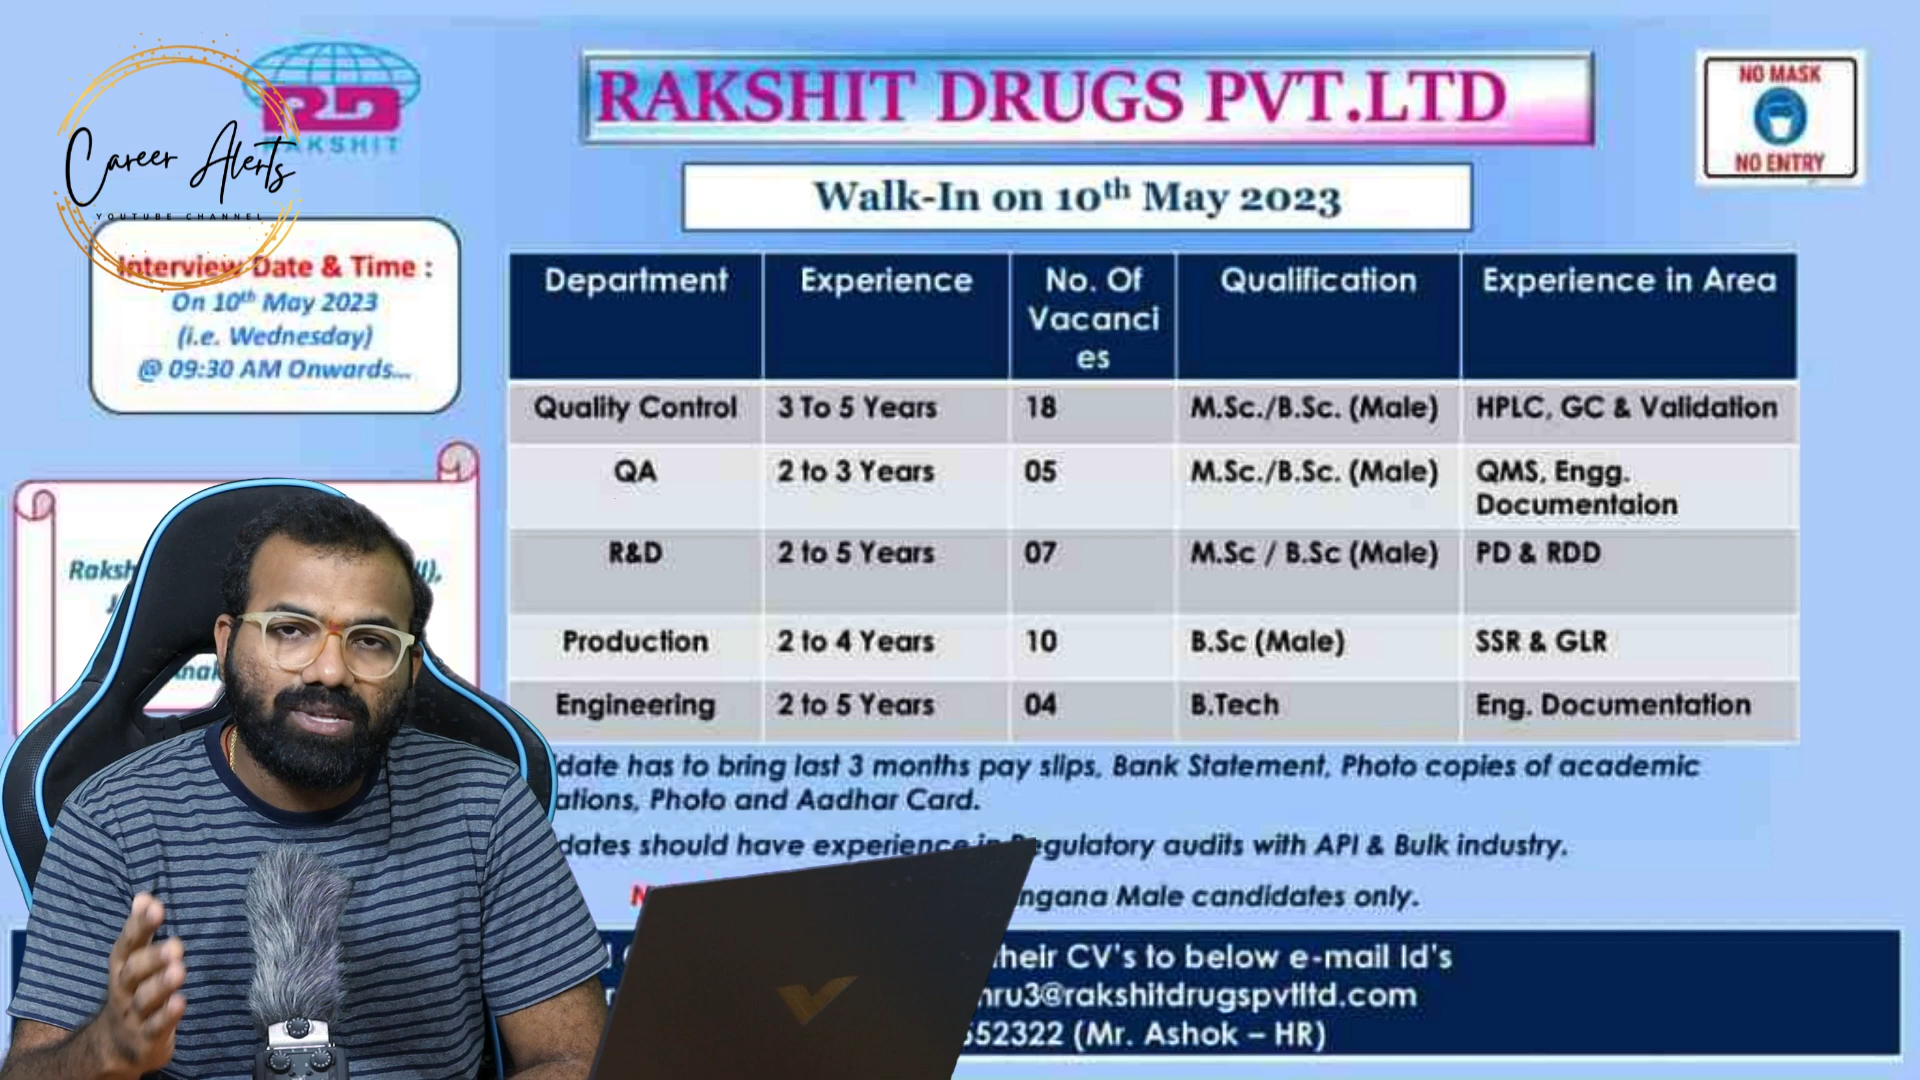 Career Alerts
YOUTUBE CHANNEL
RAKSHIT DRUGS PVT.LTD
NO MASK
NO ENTRY
Walk-In on 10th May 2023
Interview Date & Time :
On 10th May 2023
(i.e. Wednesday)
@ 09:30 AM Onwards...
Department Experience No. Of Vacanci es Qualification Experience in Area
Quality Control 3 To 5 Years 18 M.Sc./B.Sc. (Male) HPLC, GC & Validation
QA 2 to 3 Years 05 M.Sc./B.Sc. (Male) QMS, Engg. Documentaion
R&D 2 to 5 Years 07 M.Sc / B.Sc (Male) PD & RDD
Production 2 to 4 Years 10 B.Sc (Male) SSR & GLR
Engineering 2 to 5 Years 04 B.Tech Eng. Documentation
date has to bring last 3 months pay slips, Bank Statement, Photo copies of academic
ations, Photo and Aadhar Card.
dates should have experience in Regulatory audits with API & Bulk industry.
ngana Male candidates only.
heir CV's to below e-mail Id's
hru3@rakshitdrugspvtltd.com
552322 (Mr. Ashok – HR)